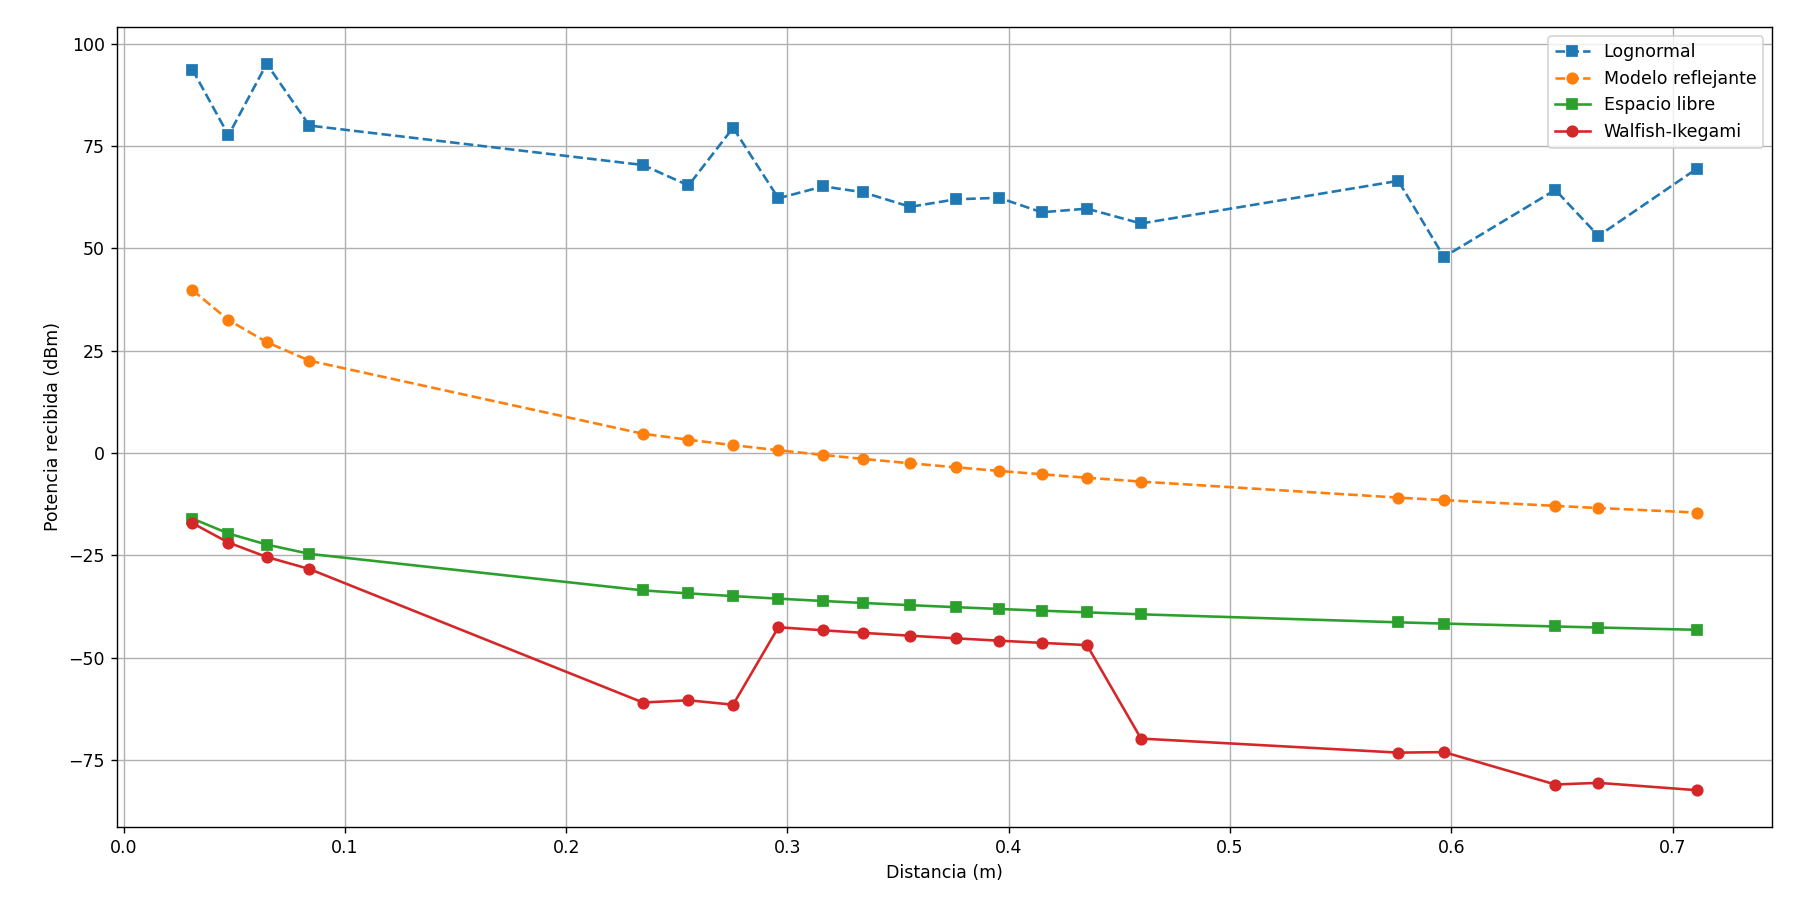 Lognormal
Modelo reflejante
Espacio libre
Walfish-Ikegami
100
75
50
25
0
−25
−50
−75
Potencia recibida (dBm)
0.0 0.1 0.2 0.3 0.4 0.5 0.6 0.7
Distancia (m)